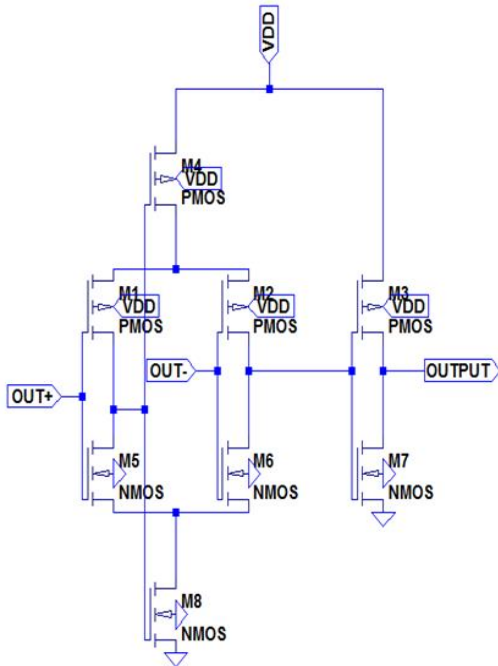 VDD
M4
VDD
PMOS
M1
VDD
PMOS
M2
VDD
PMOS
M3
VDD
PMOS
OUT+
OUT-
OUTPUT
M5
NMOS
M6
NMOS
M7
NMOS
M8
NMOS